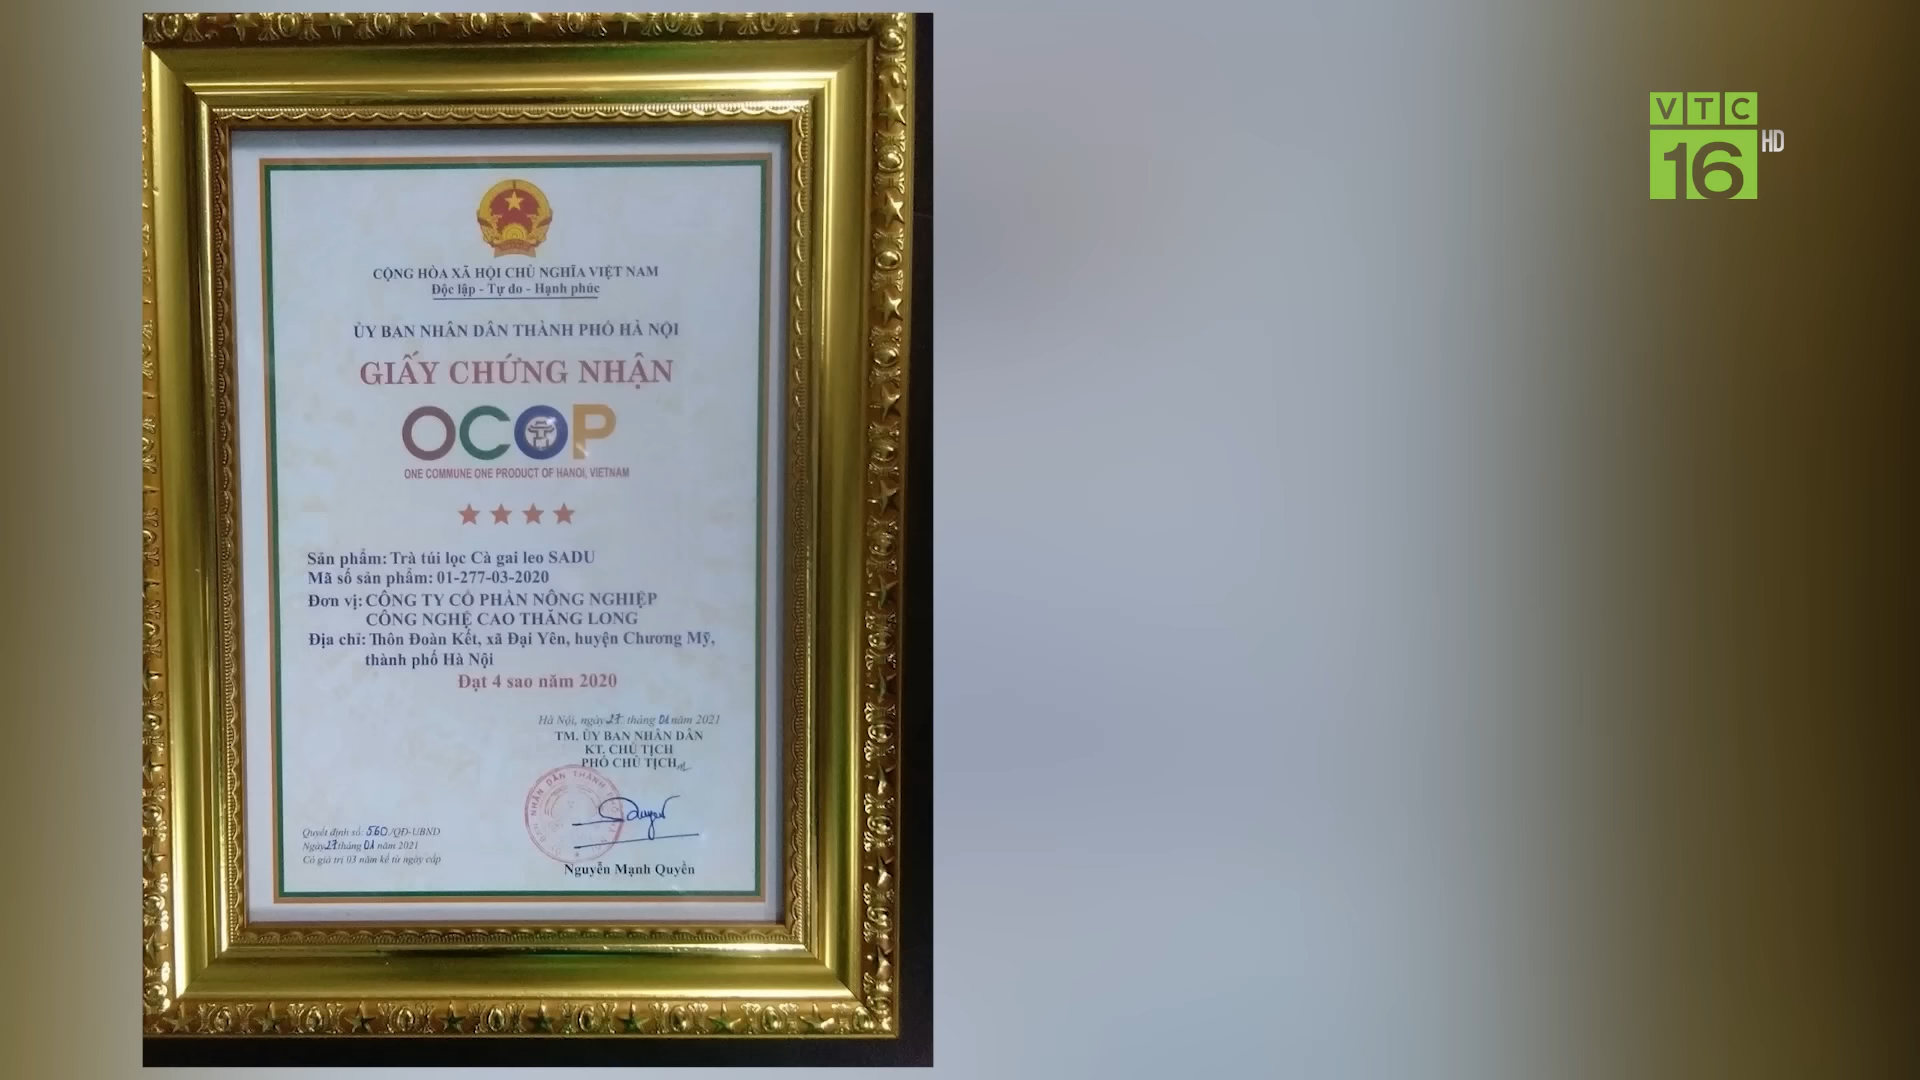 VTC
16
HD
CỘNG HÒA XÃ HỘI CHỦ NGHĨA VIỆT NAM
Độc lập - Tự do - Hạnh phúc
ỦY BAN NHÂN DÂN THÀNH PHỐ HÀ NỘI
GIẤY CHỨNG NHẬN
OCOP
ONE COMMUNE ONE PRODUCT OF HANOI, VIETNAM
Sản phẩm: Trà túi lọc Cà gai leo SADU
Mã số sản phẩm: 01-277-03-2020
Đơn vị: CÔNG TY CỔ PHẦN NÔNG NGHIỆP
CÔNG NGHỆ CAO THĂNG LONG
Địa chỉ: Thôn Đoàn Kết, xã Đại Yên, huyện Chương Mỹ,
thành phố Hà Nội
Đạt 4 sao năm 2020
Hà Nội, ngày 27 tháng 01 năm 2021
TM. ỦY BAN NHÂN DÂN
KT. CHỦ TỊCH
PHÓ CHỦ TỊCH
Nguyễn Mạnh Quyền
Quyết định số: 560/QĐ-UBND
Ngày 27 tháng 01 năm 2021
Có giá trị 03 năm kể từ ngày cấp